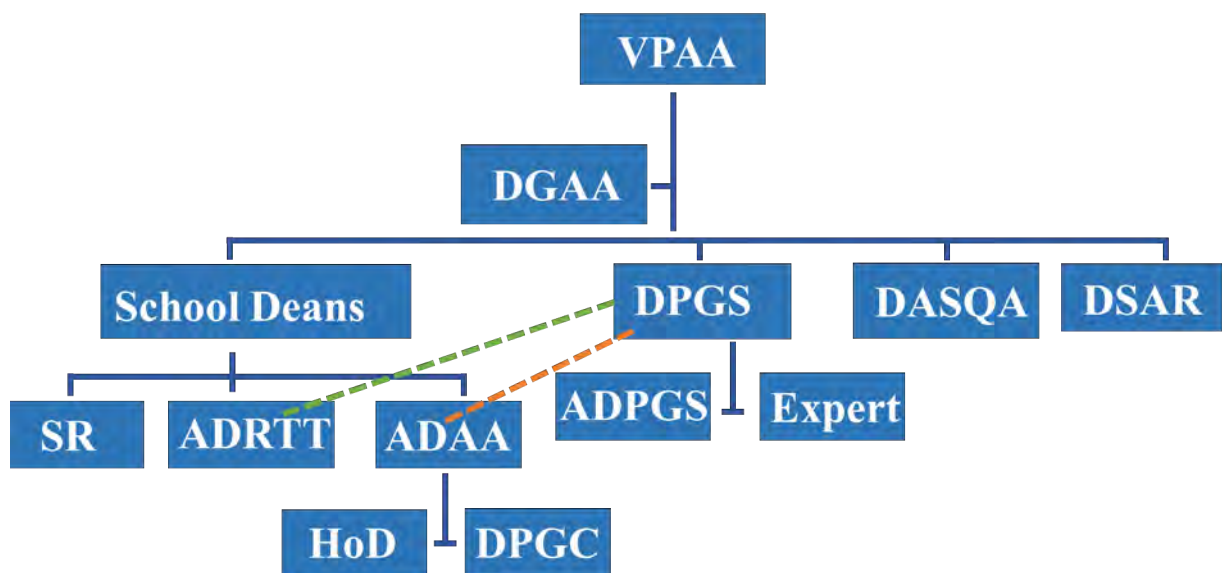 VPAA
DGAA
School Deans
DPGS
DASQA
DSAR
SR
ADRTT
ADAA
ADPGS
Expert
HoD
DPGC